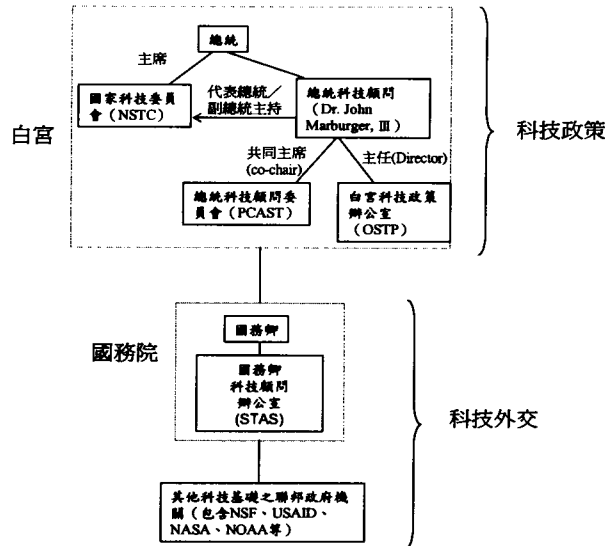 總統
主席
國家科技委員
會（NSTC）
代表總統／
副總統主持
總統科技顧問
（Dr. John
Marburger, Ⅲ）
白宮
科技政策
共同主席
(co-chair)
主任(Director)
總統科技顧問委
員會（PCAST）
白宮科技政策
辦公室
（OSTP）
國務卿
國務院
國務卿
科技顧問
辦公室
(STAS)
科技外交
其他科技基礎之聯邦政府機
關（包含NSF、USAID、
NASA、NOAA等）